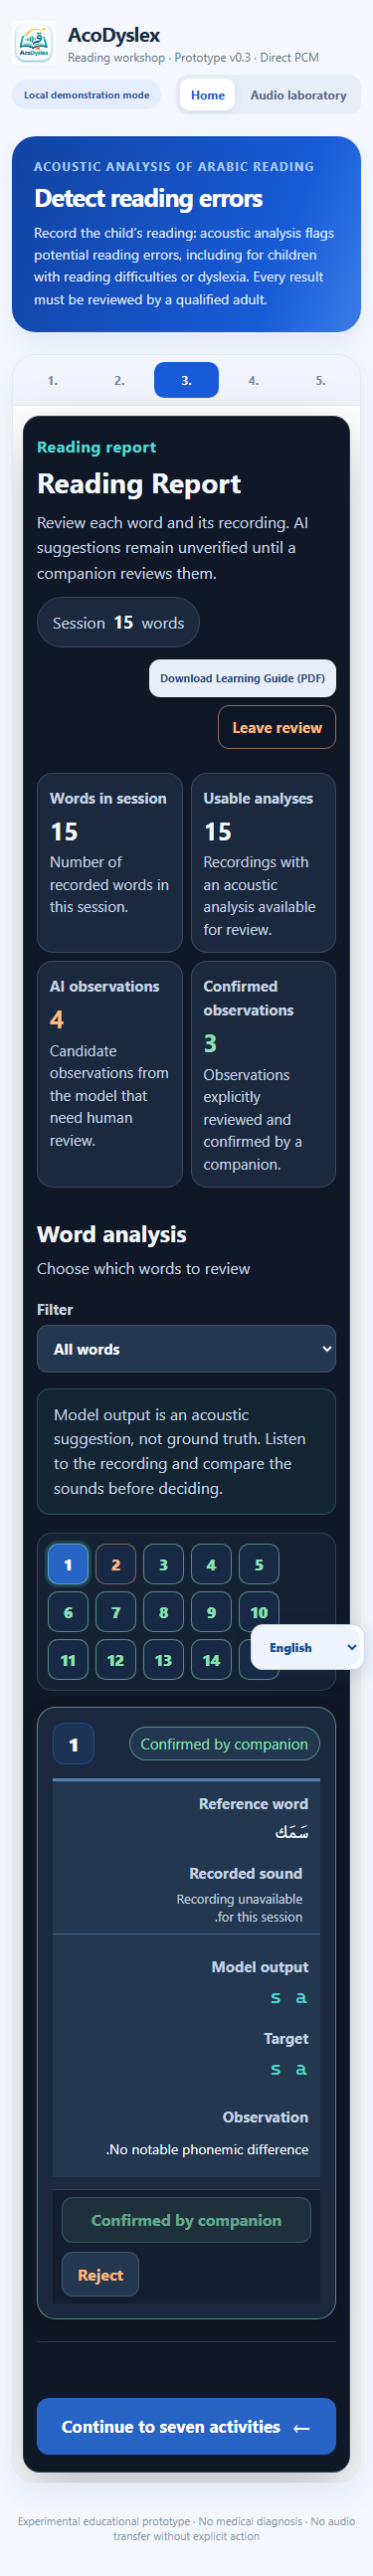 AcoDyslex
AcoDyslex
Reading workshop · Prototype v0.3 · Direct PCM
Local demonstration mode
Home
Audio laboratory
ACOUSTIC ANALYSIS OF ARABIC READING
Detect reading errors
Record the child's reading: acoustic analysis flags
potential reading errors, including for children
with reading difficulties or dyslexia. Every result
must be reviewed by a qualified adult.
1. 2. 3. 4. 5.
Reading report
Reading Report
Review each word and its recording. AI
suggestions remain unverified until a
companion reviews them.
Session 15 words
Download Learning Guide (PDF)
Leave review
Words in session
15
Number of
recorded words in
this session.
Usable analyses
15
Recordings with
an acoustic
analysis available
for review.
AI observations
4
Candidate
observations from
the model that
need human
review.
Confirmed
observations
3
Observations
explicitly
reviewed and
confirmed by a
companion.
Word analysis
Choose which words to review
Filter
All words
Model output is an acoustic
suggestion, not ground truth. Listen
to the recording and compare the
sounds before deciding.
1 2 3 4 5
6 7 8 9 10
11 12 13 14
English
1
Confirmed by companion
Reference word
سَمَك
Recorded sound
Recording unavailable
.for this session
Model output
s a
Target
s a
Observation
.No notable phonemic difference
Confirmed by companion
Reject
Continue to seven activities ←
Experimental educational prototype · No medical diagnosis · No audio
transfer without explicit action